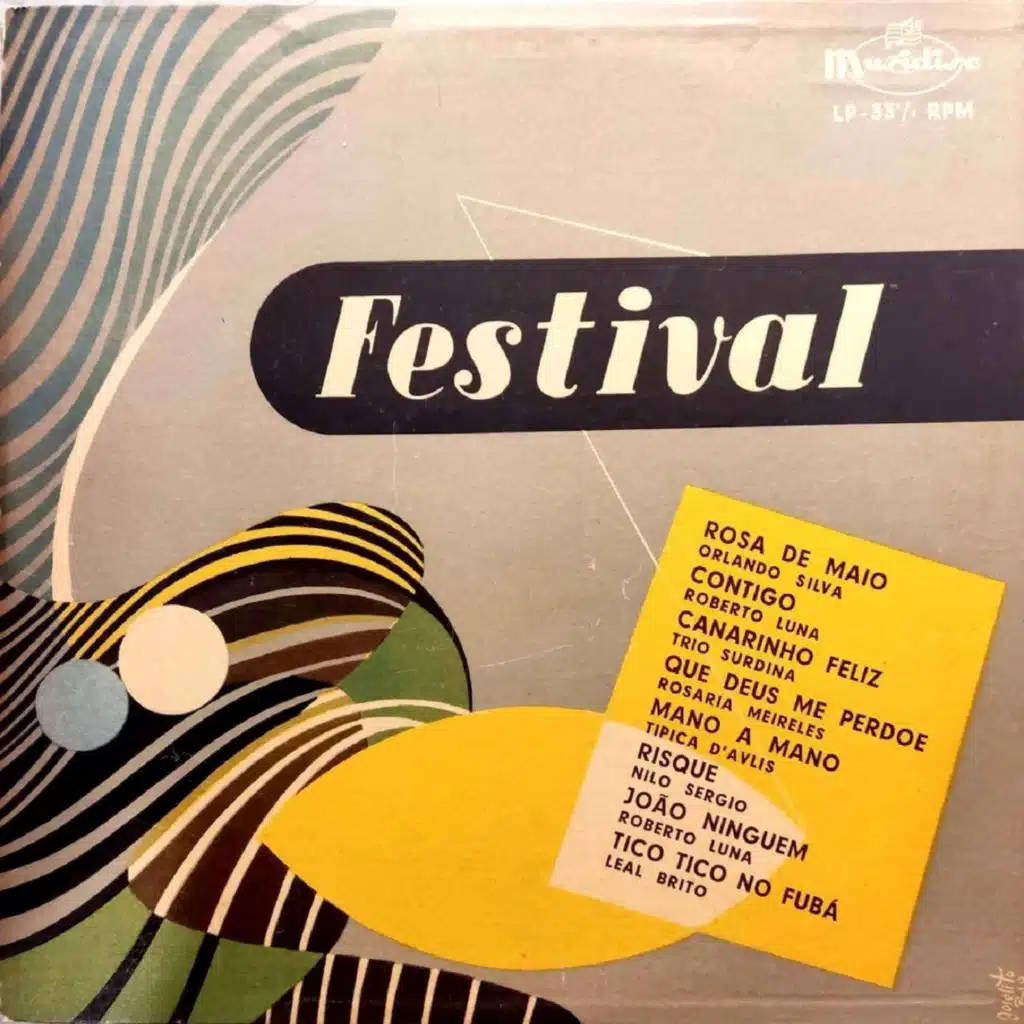 Musidisc
LP-33⅓ RPM
Festival
ROSA DE MAIO
ORLANDO SILVA
CONTIGO
ROBERTO LUNA
CANARINHO FELIZ
TRIO SURDINA
QUE DEUS ME PERDOE
ROSARIA MEIRELES
MANO A MANO
TIPICA D'AVLIS
RISQUE
NILO SERGIO
JOÃO NINGUEM
ROBERTO LUNA
TICO TICO NO FUBÁ
LEAL BRITO